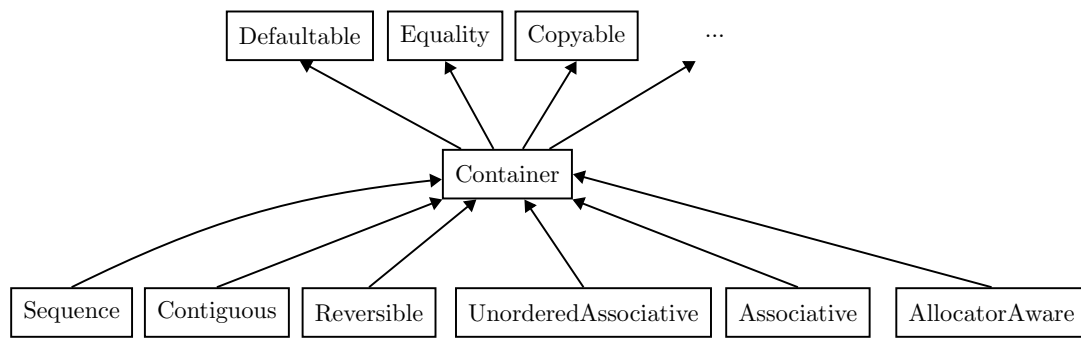 Defaultable Equality Copyable ...
Container
Sequence Contiguous Reversible UnorderedAssociative Associative AllocatorAware